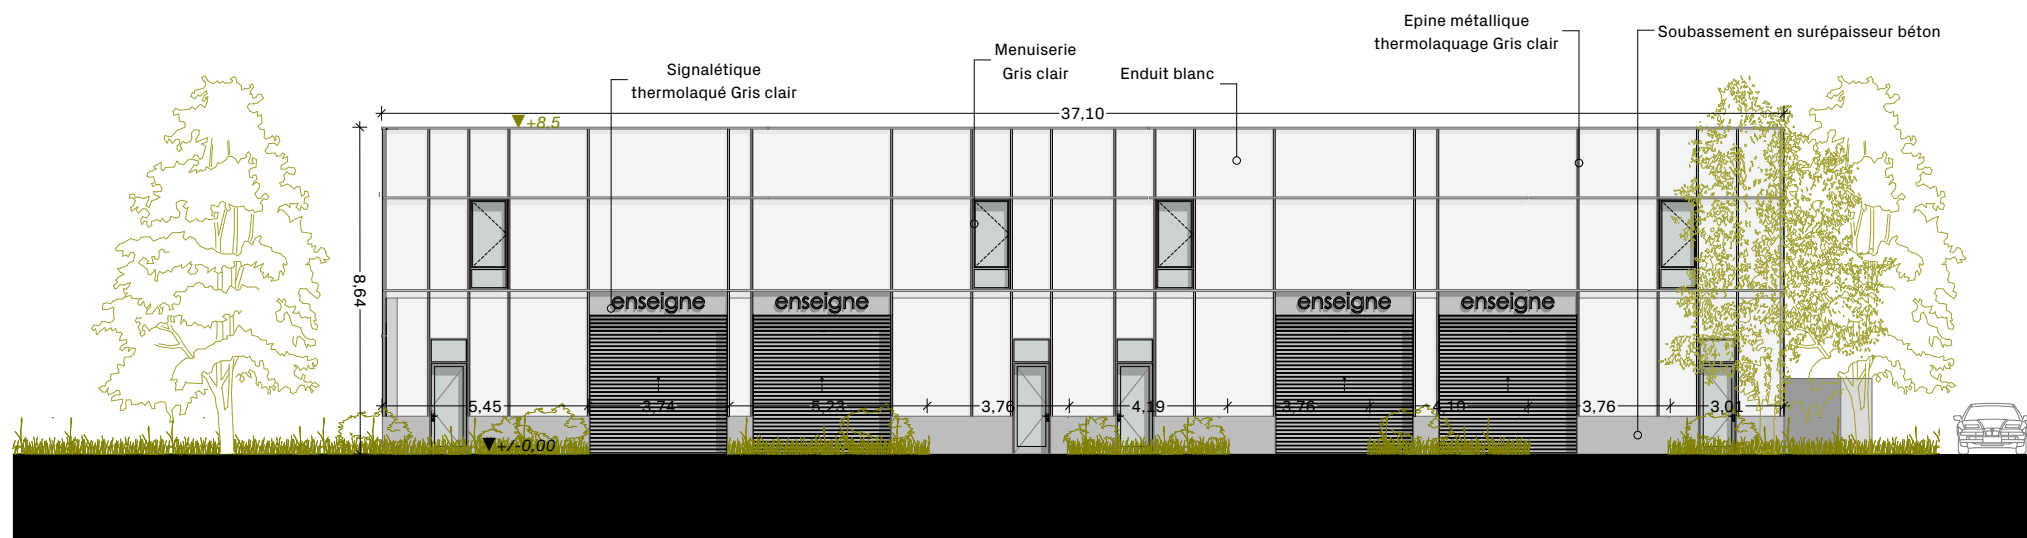 Epine métallique
thermolaquage Gris clair
Soubassement en surépaisseur béton
Menuiserie
Gris clair
Enduit blanc
Signalétique
thermolaqué Gris clair
37,10
+8.5
8,64
enseigne
enseigne
enseigne
enseigne
5,45
3,74
5,23
3,76
4,19
3,76
4,19
3,76
3,01
+/-0,00